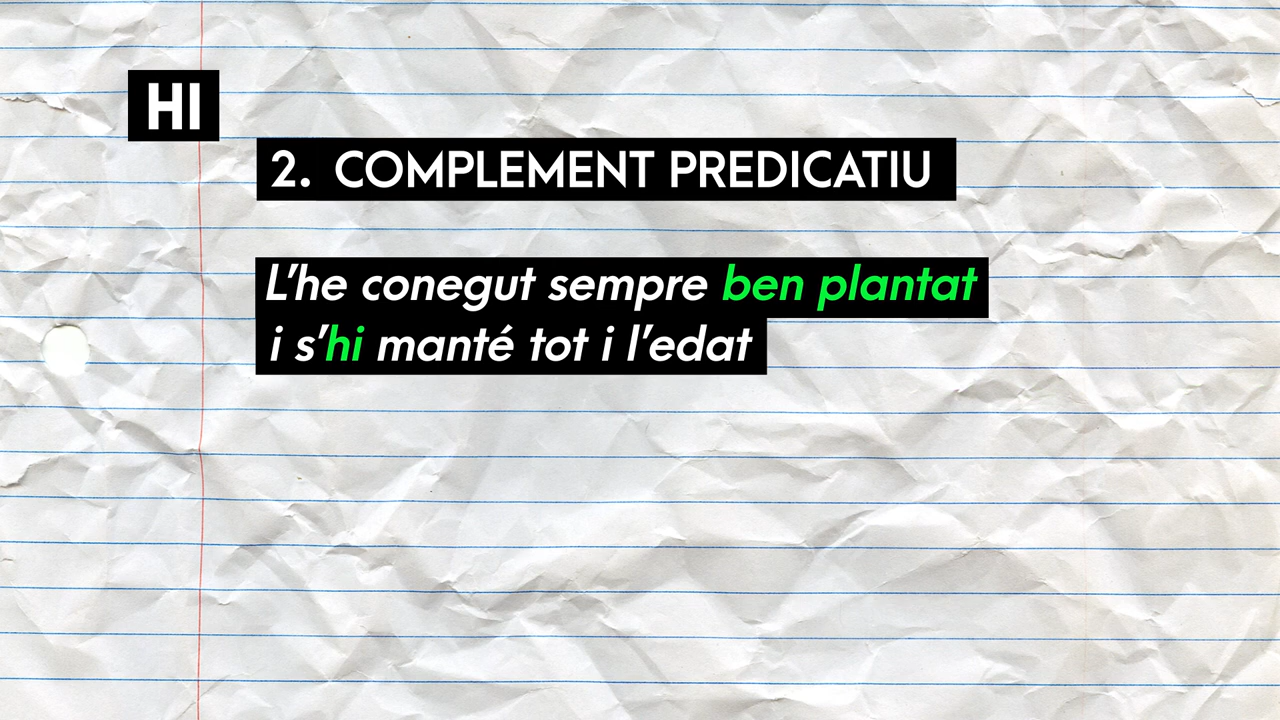 HI
2. COMPLEMENT PREDICATIU
L'he conegut sempre ben plantat
i s'hi manté tot i l'edat